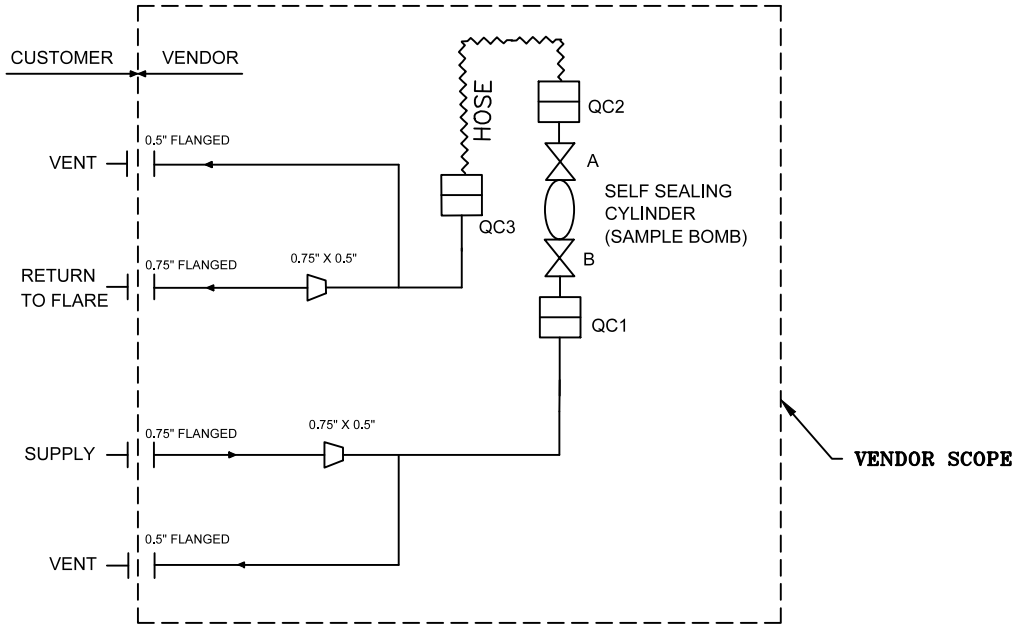 CUSTOMER
VENDOR
0.5" FLANGED
VENT
HOSE
QC2
A
SELF SEALING
CYLINDER
(SAMPLE BOMB)
QC3
B
0.75" FLANGED
0.75" X 0.5"
RETURN
TO FLARE
QC1
0.75" FLANGED
0.75" X 0.5"
SUPPLY
VENDOR SCOPE
0.5" FLANGED
VENT